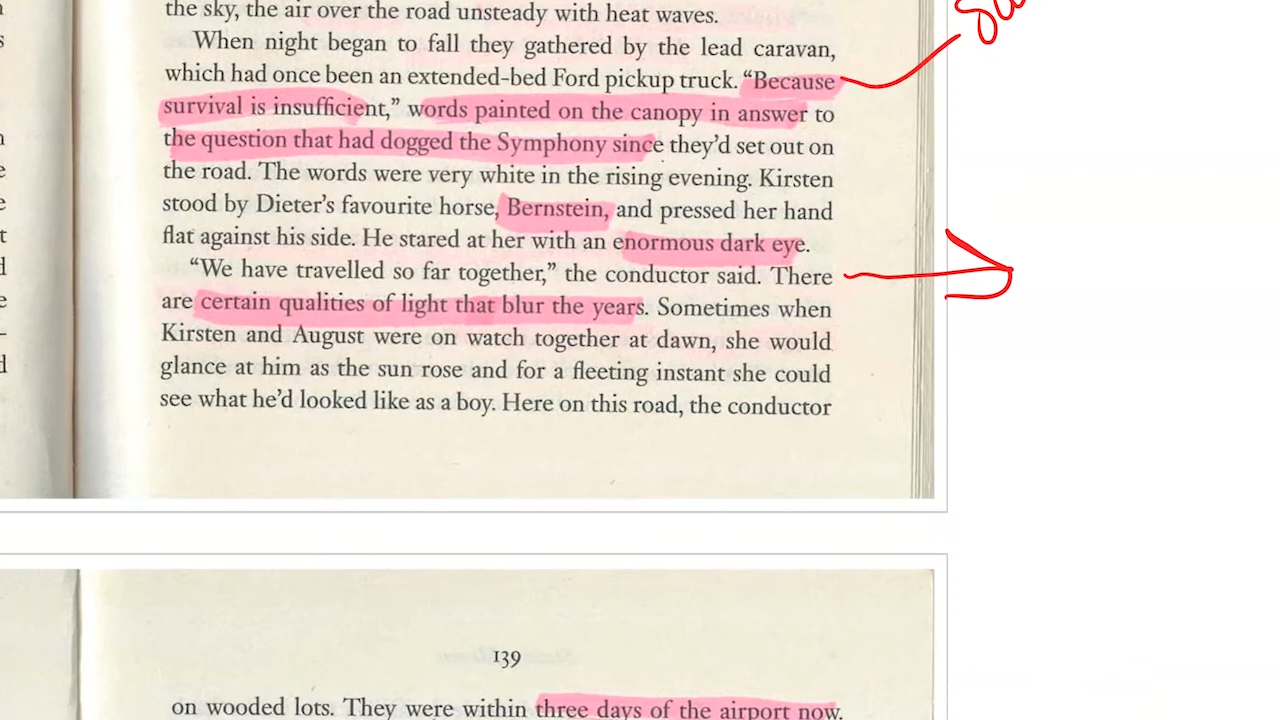 the sky, the air over the road unsteady with heat waves.
When night began to fall they gathered by the lead caravan,
which had once been an extended-bed Ford pickup truck. “Because
survival is insufficient,” words painted on the canopy in answer to
the question that had dogged the Symphony since they’d set out on
the road. The words were very white in the rising evening. Kirsten
stood by Dieter’s favourite horse, Bernstein, and pressed her hand
flat against his side. He stared at her with an enormous dark eye.
“We have travelled so far together,” the conductor said. There
are certain qualities of light that blur the years. Sometimes when
Kirsten and August were on watch together at dawn, she would
glance at him as the sun rose and for a fleeting instant she could
see what he’d looked like as a boy. Here on this road, the conductor
139
on wooded lots. They were within three days of the airport now.